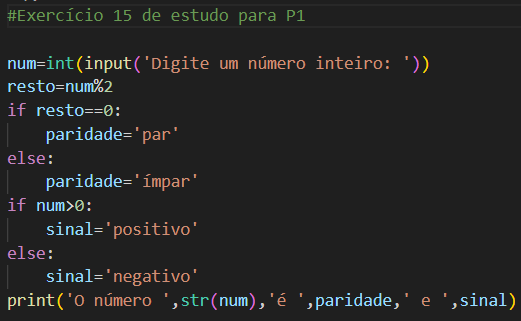 #Exercício 15 de estudo para P1
num=int(input('Digite um número inteiro: '))
resto=num%2
if resto==0:
    paridade='par'
else:
    paridade='ímpar'
if num>0:
    sinal='positivo'
else:
    sinal='negativo'
print('O número ',str(num),'é ',paridade,' e ',sinal)